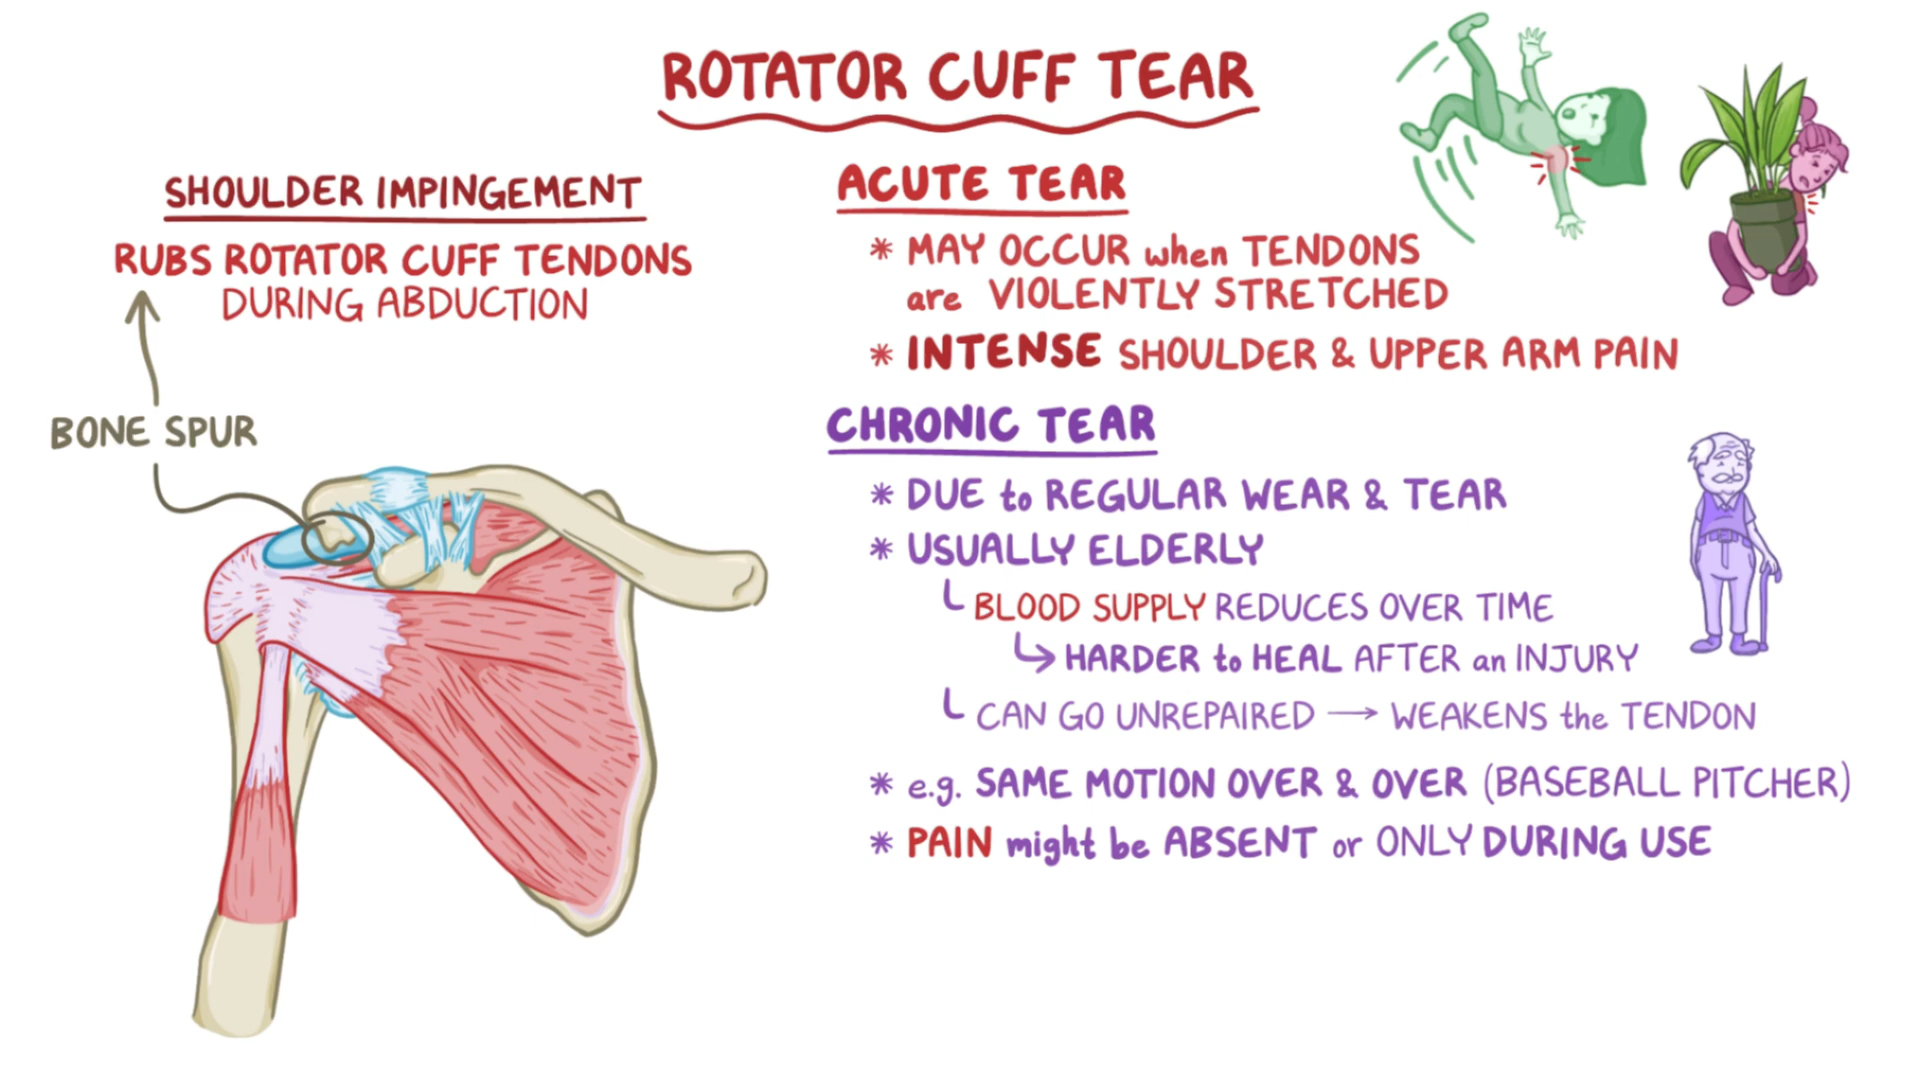 ROTATOR CUFF TEAR
SHOULDER IMPINGEMENT
RUBS ROTATOR CUFF TENDONS
DURING ABDUCTION
BONE SPUR
ACUTE TEAR
* MAY OCCUR when TENDONS
are VIOLENTLY STRETCHED
* INTENSE SHOULDER & UPPER ARM PAIN
CHRONIC TEAR
* DUE to REGULAR WEAR & TEAR
* USUALLY ELDERLY
BLOOD SUPPLY REDUCES OVER TIME
HARDER to HEAL AFTER an INJURY
CAN GO UNREPAIRED → WEAKENS the TENDON
* e.g. SAME MOTION OVER & OVER (BASEBALL PITCHER)
* PAIN might be ABSENT or ONLY DURING USE